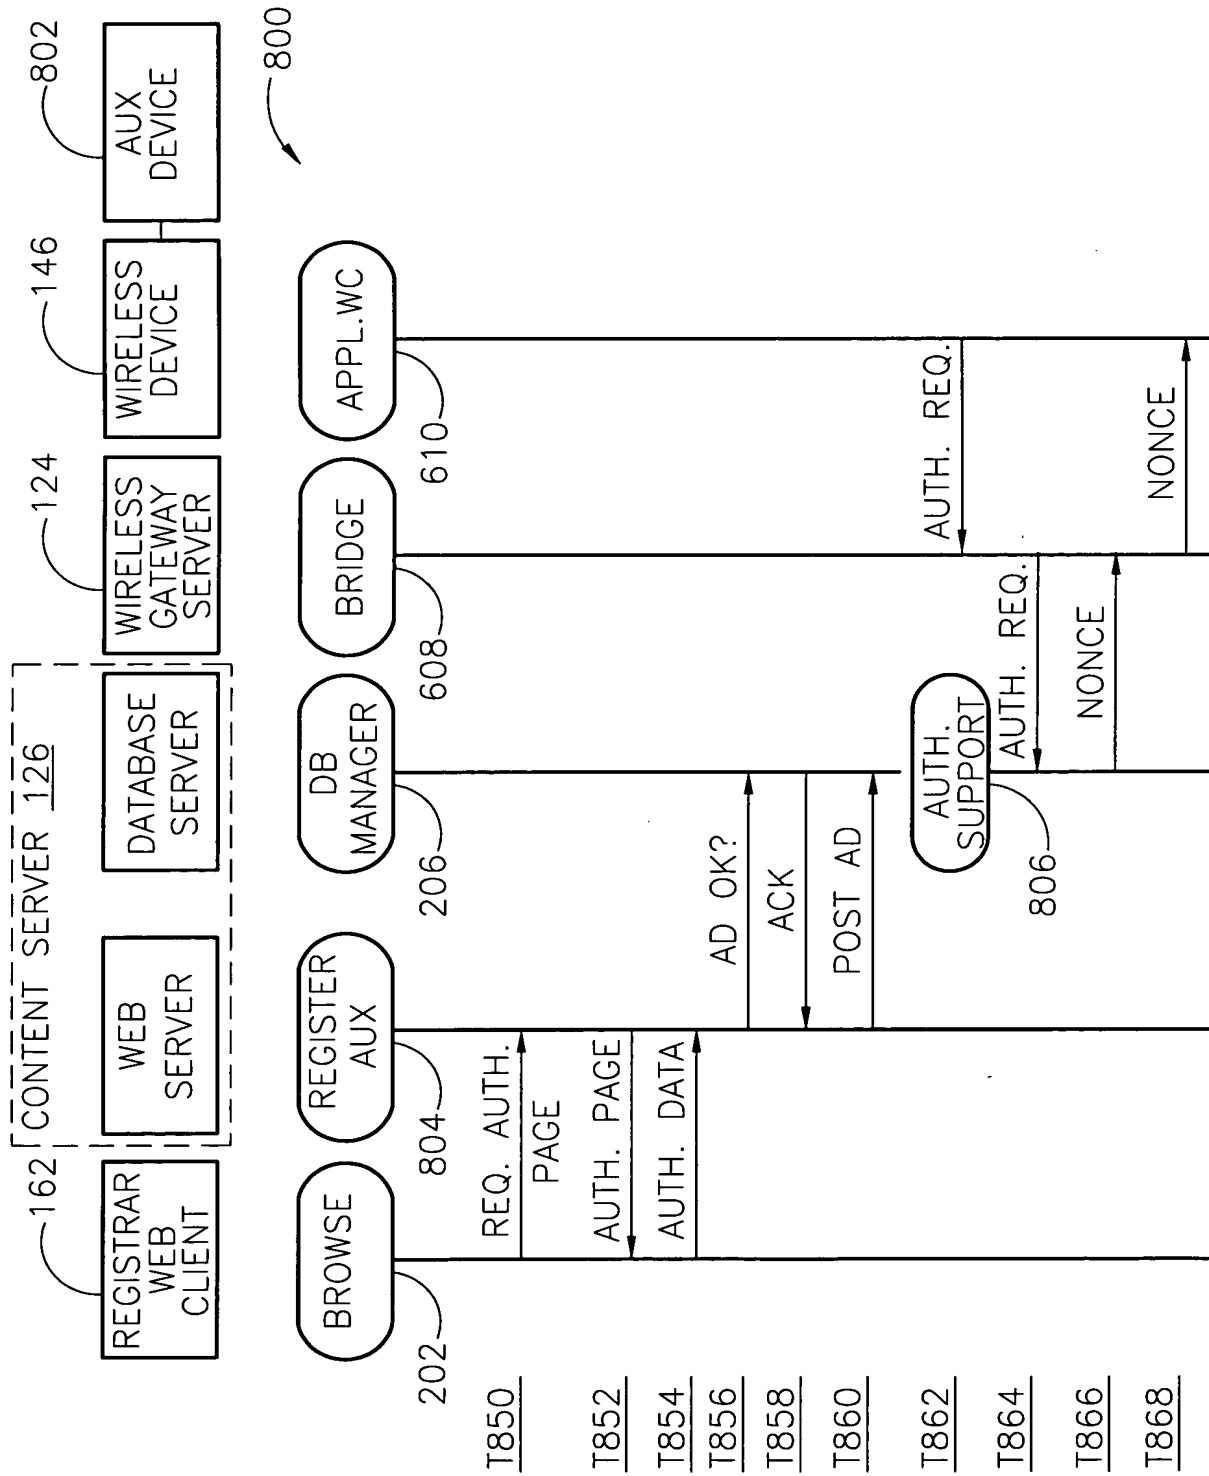 CONTENT SERVER 126
162
124
146
802
REGISTRAR
WEB
CLIENT
WEB
SERVER
DATABASE
SERVER
WIRELESS
GATEWAY
SERVER
WIRELESS
DEVICE
AUX
DEVICE
800
BROWSE
REGISTER
AUX
DB
MANAGER
BRIDGE
APPL.WC
202
804
206
608
610
T850
REQ. AUTH.
PAGE
T852
AUTH. PAGE
T854
AUTH. DATA
T856
AD OK?
T858
ACK
T860
POST AD
T862
AUTH.
SUPPORT
806
AUTH. REQ.
T864
AUTH. REQ.
T866
NONCE
T868
NONCE